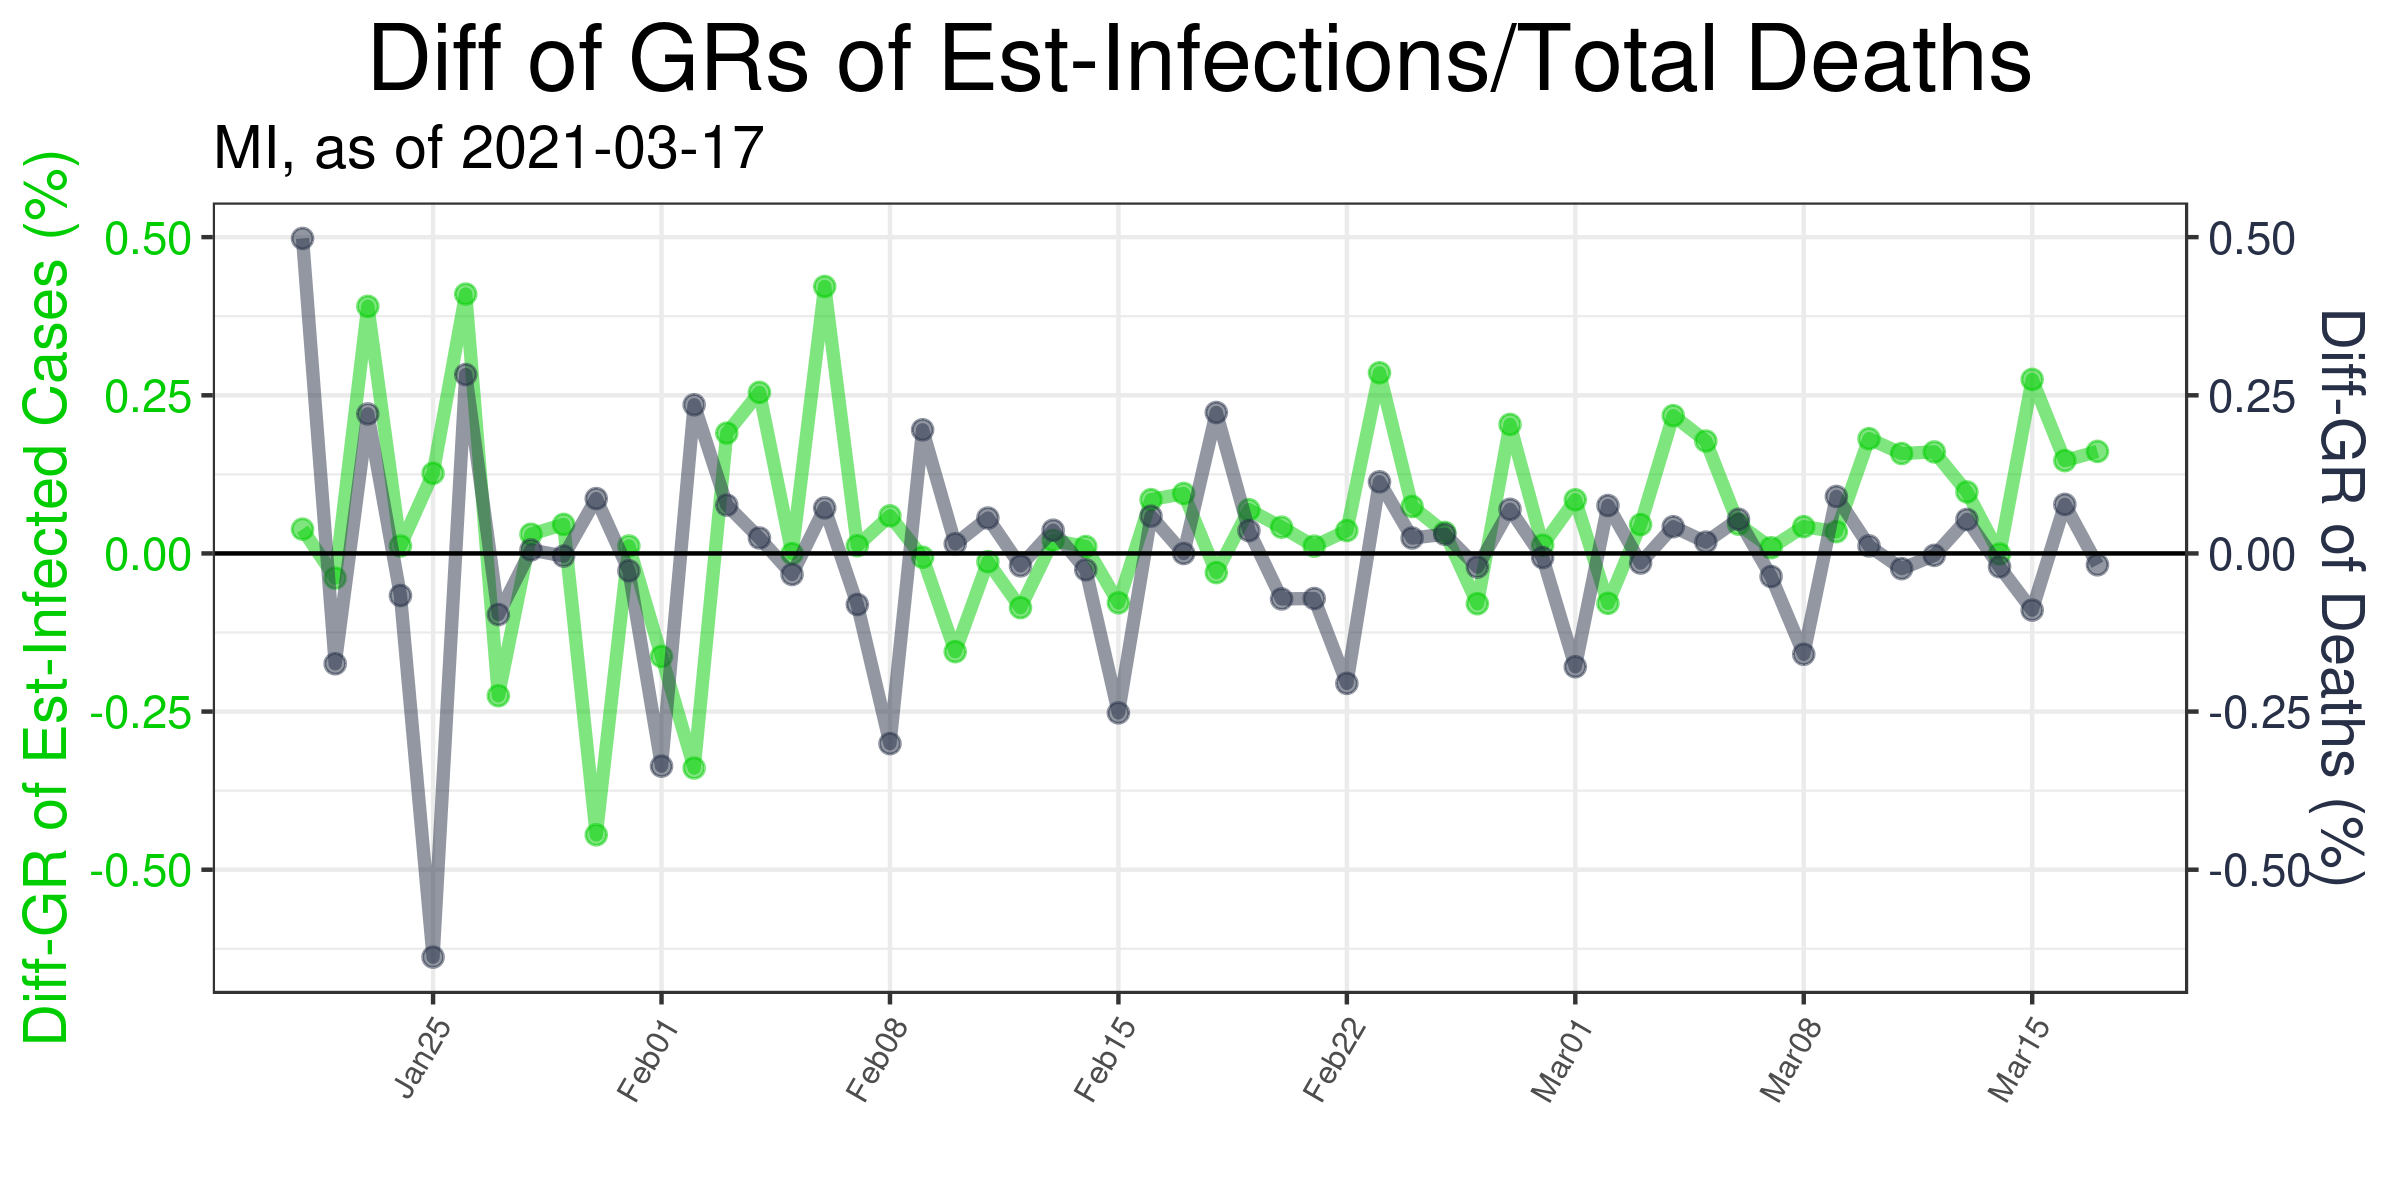 Diff of GRs of Est-Infections/Total Deaths
MI, as of 2021-03-17
Diff-GR of Est-Infected Cases (%)
0.50
0.25
0.00
-0.25
-0.50
0.50
0.25
0.00
-0.25
-0.50
Diff-GR of Deaths (%)
Jan25
Feb01
Feb08
Feb15
Feb22
Mar01
Mar08
Mar15